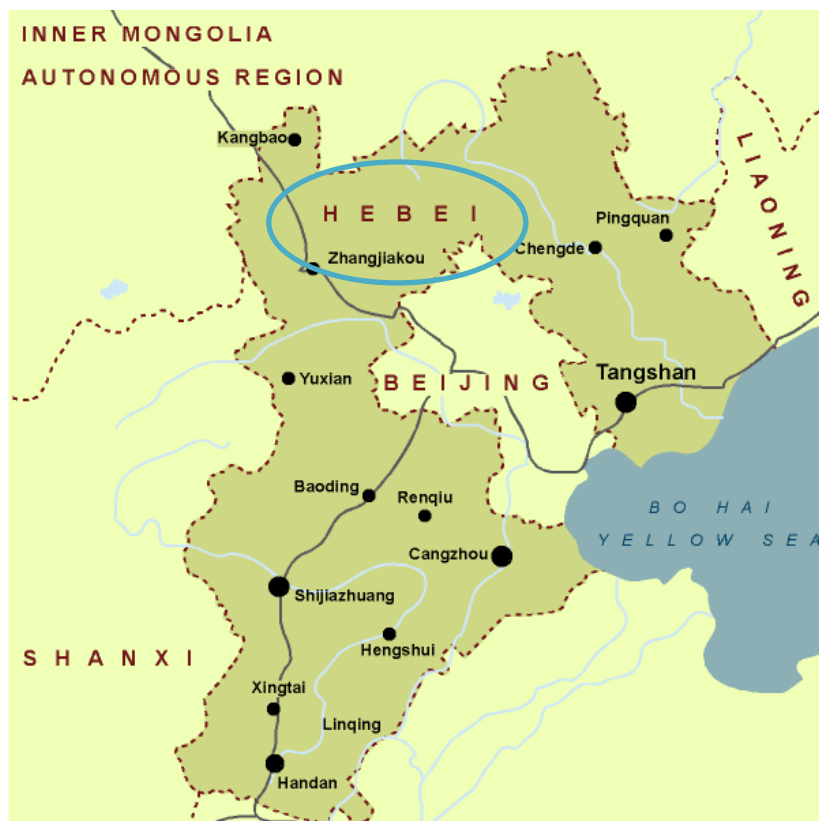 INNER MONGOLIA
AUTONOMOUS REGION
Kangbao
LIAONING
HEBEI
Pingquan
Chengde
Zhangjiakou
Tangshan
Yuxian
BEIJING
Baoding
Renqiu
BO HAI
YELLOW SEA
Cangzhou
Shijiazhuang
Hengshui
SHANXI
Xingtai
Linqing
Handan